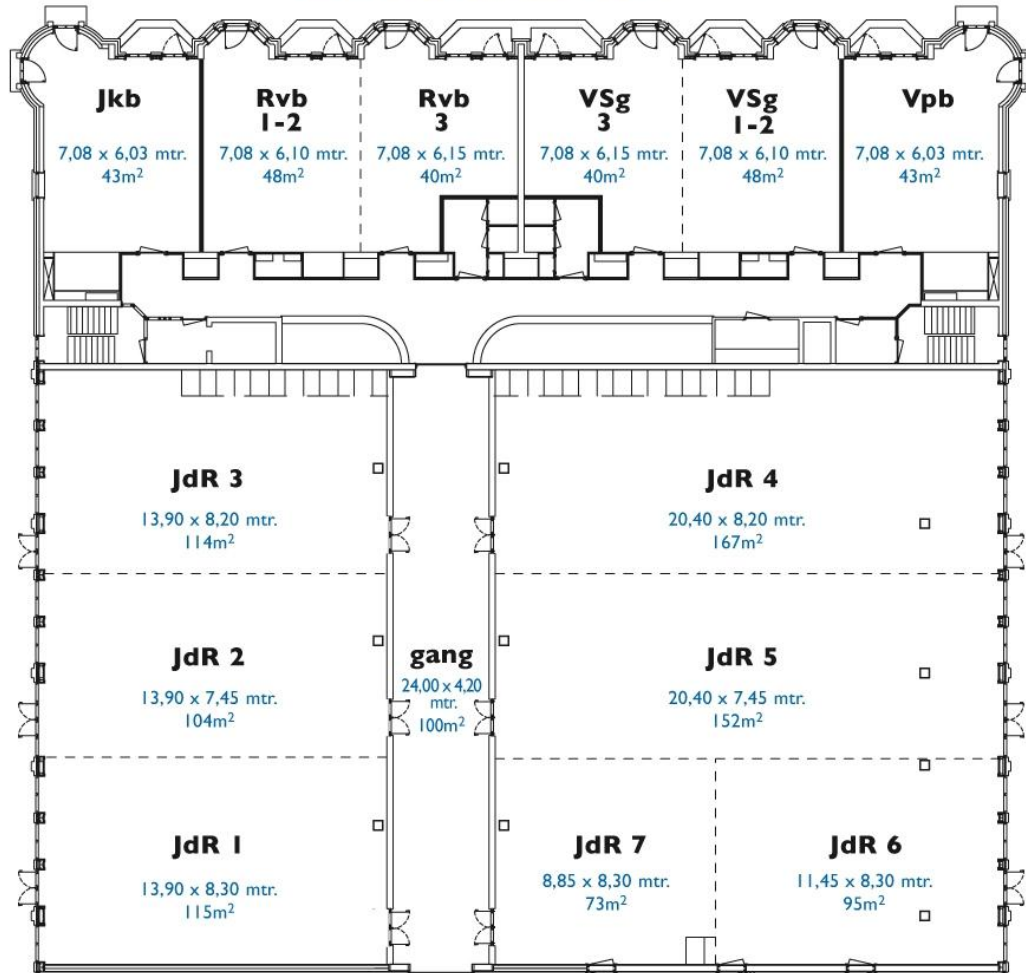 Jkb
7,08 x 6,03 mtr.
43m²
Rvb
1-2
7,08 x 6,10 mtr.
48m²
Rvb
3
7,08 x 6,15 mtr.
40m²
VSg
3
7,08 x 6,15 mtr.
40m²
VSg
1-2
7,08 x 6,10 mtr.
48m²
Vpb
7,08 x 6,03 mtr.
43m²
JdR 3
13,90 x 8,20 mtr.
114m²
JdR 4
20,40 x 8,20 mtr.
167m²
JdR 2
13,90 x 7,45 mtr.
104m²
gang
24,00 x 4,20
mtr.
100m²
JdR 5
20,40 x 7,45 mtr.
152m²
JdR 1
13,90 x 8,30 mtr.
115m²
JdR 7
8,85 x 8,30 mtr.
73m²
JdR 6
11,45 x 8,30 mtr.
95m²